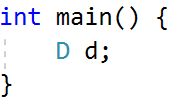 int main() {
    D d;
}